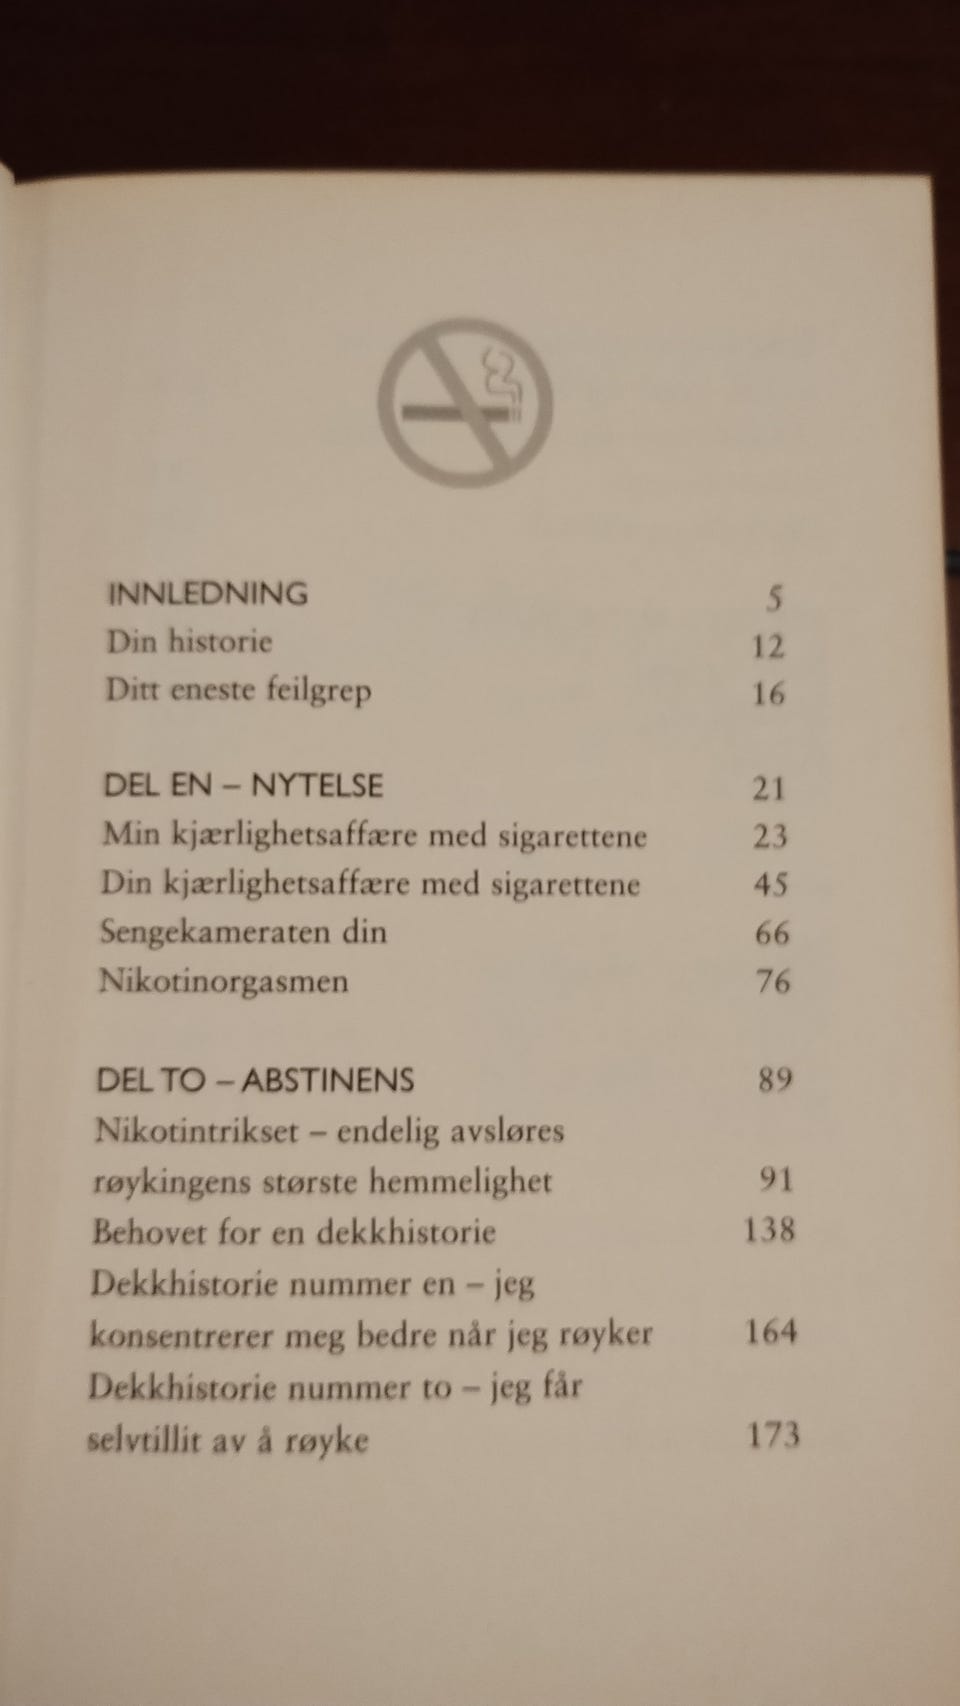 INNLEDNING 5
Din historie 12
Ditt eneste feilgrep 16
DEL EN – NYTELSE 21
Min kjærlighetsaffære med sigarettene 23
Din kjærlighetsaffære med sigarettene 45
Sengekameraten din 66
Nikotinorgasmen 76
DEL TO – ABSTINENS 89
Nikotintrikset – endelig avsløres
røykingens største hemmelighet 91
Behovet for en dekkhistorie 138
Dekkhistorie nummer en – jeg
konsentrerer meg bedre når jeg røyker 164
Dekkhistorie nummer to – jeg får
selvtillit av å røyke 173